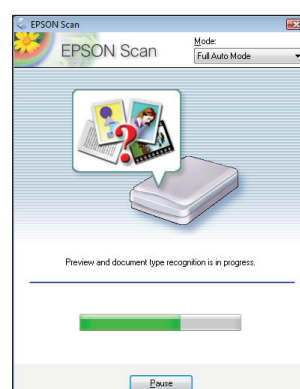 EPSON Scan
EPSON Scan
Mode:
Full Auto Mode
Preview and document type recognition is in progress.
Pause